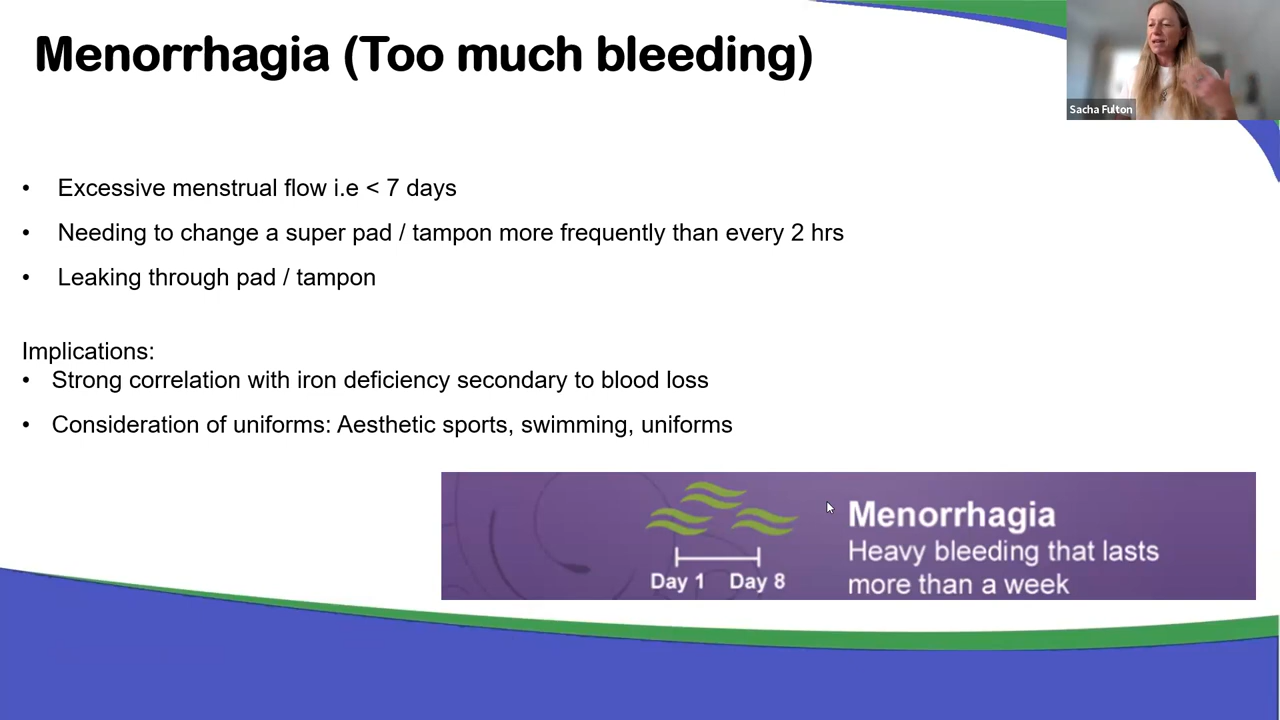 Menorrhagia (Too much bleeding)
Sacha Fulton
• Excessive menstrual flow i.e < 7 days
• Needing to change a super pad / tampon more frequently than every 2 hrs
• Leaking through pad / tampon
Implications:
• Strong correlation with iron deficiency secondary to blood loss
• Consideration of uniforms: Aesthetic sports, swimming, uniforms
Menorrhagia
Heavy bleeding that lasts
more than a week
Day 1 Day 8